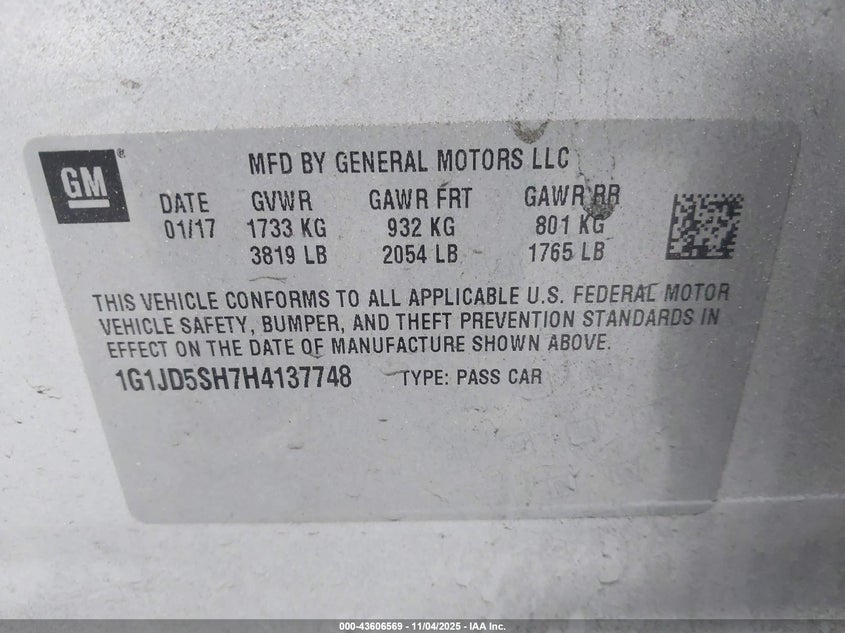 GM®
MFD BY GENERAL MOTORS LLC
DATE GVWR GAWR FRT GAWR RR
01/17 1733 KG 932 KG 801 KG
3819 LB 2054 LB 1765 LB
THIS VEHICLE CONFORMS TO ALL APPLICABLE U.S. FEDERAL MOTOR
VEHICLE SAFETY, BUMPER, AND THEFT PREVENTION STANDARDS IN
EFFECT ON THE DATE OF MANUFACTURE SHOWN ABOVE.
1G1JD5SH7H4137748 TYPE: PASS CAR
000-43606569 - 11/04/2025 - IAA Inc.